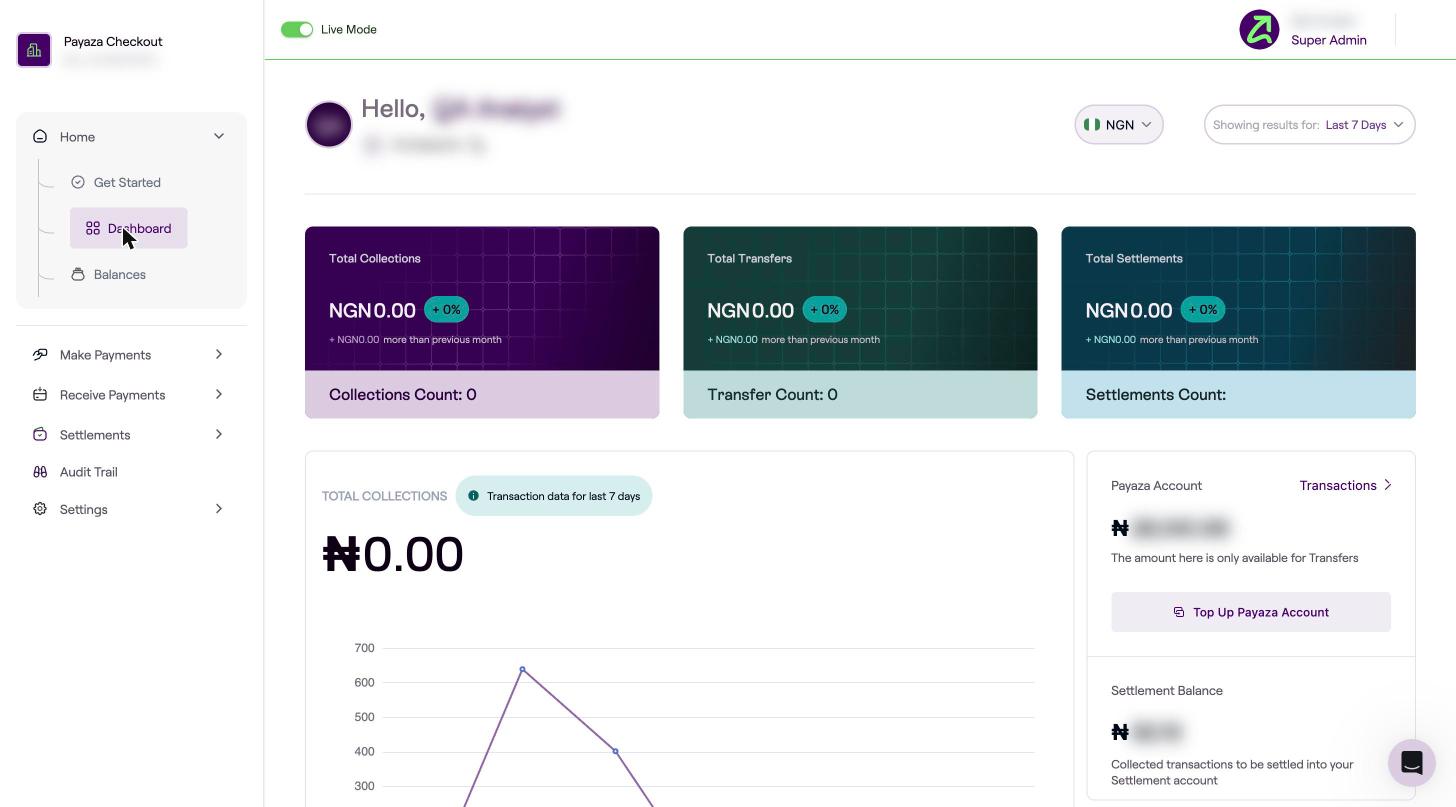 Payaza Checkout
Live Mode
Super Admin
Home
Get Started
Dashboard
Balances
Make Payments
Receive Payments
Settlements
Audit Trail
Settings
Hello,
NGN
Showing results for: Last 7 Days
Total Collections
NGN0.00 + 0%
+ NGN0.00 more than previous month
Collections Count: 0
Total Transfers
NGN0.00 + 0%
+ NGN0.00 more than previous month
Transfer Count: 0
Total Settlements
NGN0.00 + 0%
+ NGN0.00 more than previous month
Settlements Count:
TOTAL COLLECTIONS Transaction data for last 7 days
₦0.00
700
600
500
400
300
Payaza Account Transactions
₦
The amount here is only available for Transfers
Top Up Payaza Account
Settlement Balance
₦
Collected transactions to be settled into your
Settlement account